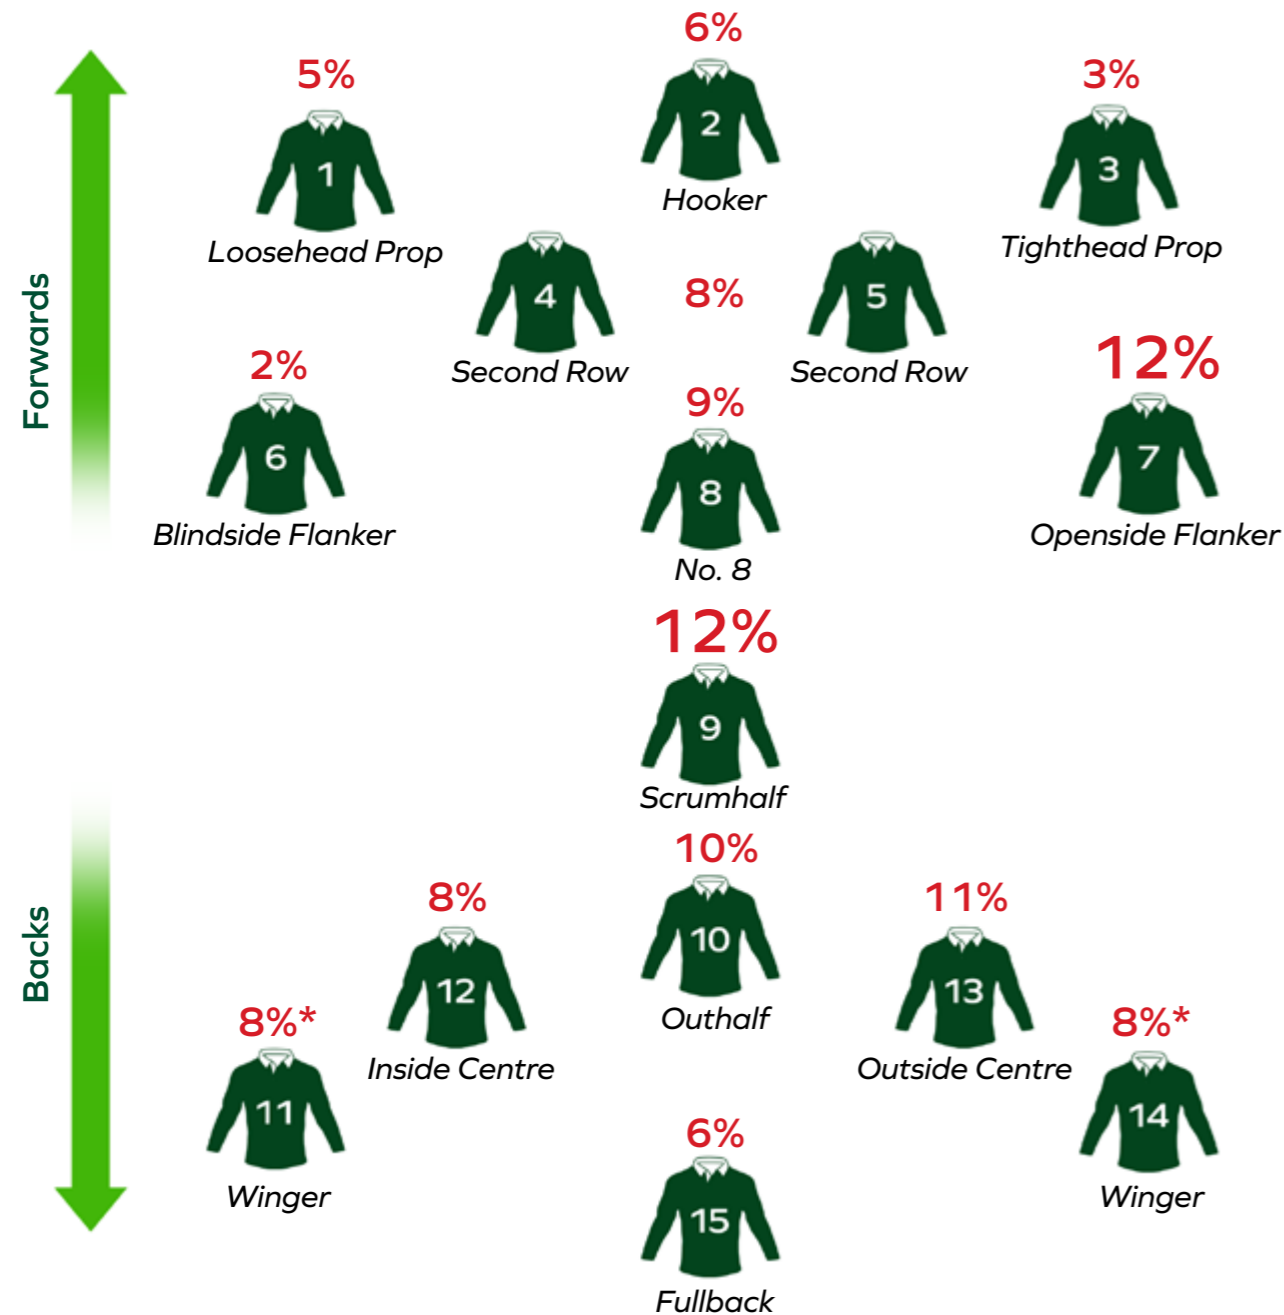 6%
5%
3%
2
1
3
Hooker
Loosehead Prop
Tighthead Prop
4
8%
5
Second Row
Second Row
Forwards
2%
9%
12%
6
8
7
Blindside Flanker
No. 8
Openside Flanker
12%
9
Scrumhalf
10%
8%
11%
10
12
13
Backs
Outhalf
8%*
Inside Centre
Outside Centre
8%*
11
14
6%
Winger
Winger
15
Fullback